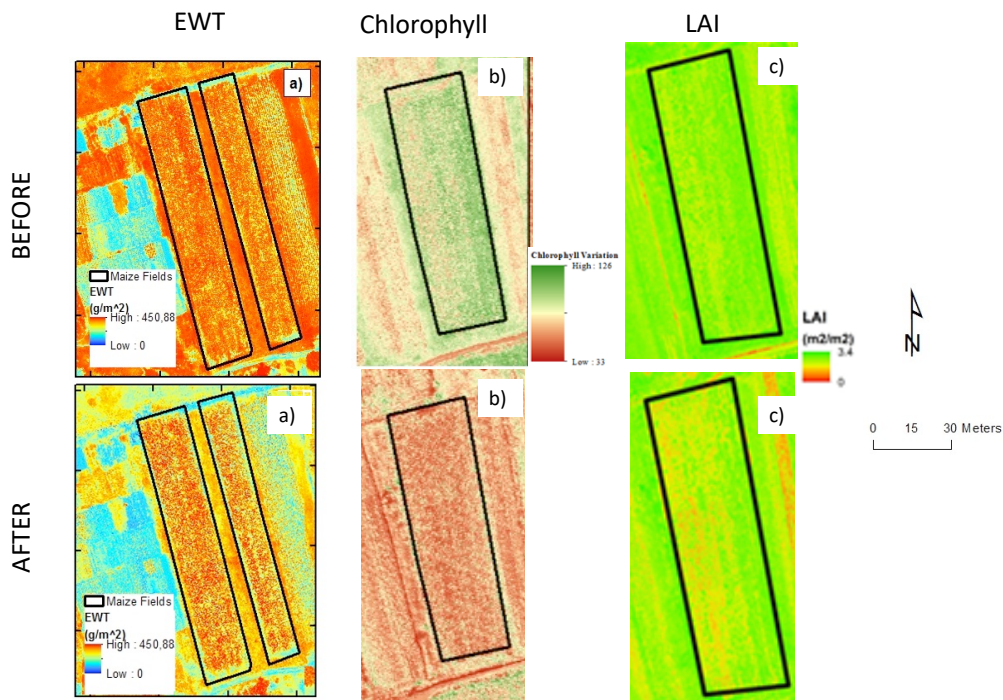 EWT
Chlorophyll
LAI
BEFORE
a)
Maize Fields
EWT
(g/m^2)
High : 450,88
Low : 0
b)
Chlorophyll Variation
High : 126
Low : 33
c)
LAI
(m2/m2)
3.4
0
N
0 15 30 Meters
AFTER
a)
Maize Fields
EWT
(g/m^2)
High : 450,88
Low : 0
b)
c)